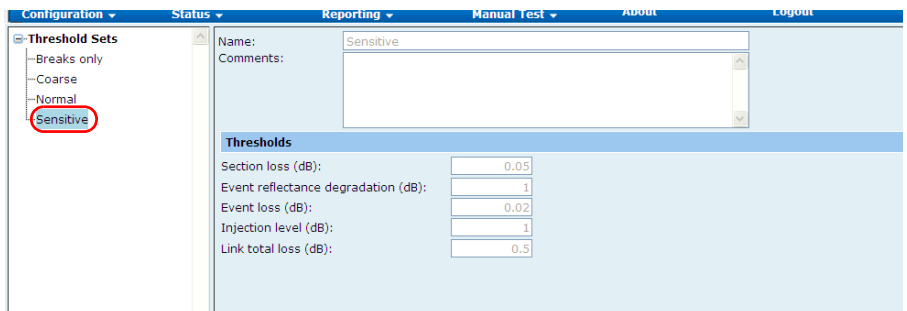 Configuration Status Reporting Manual Test About Logout
Threshold Sets
Breaks only
Coarse
Normal
Sensitive
Name: Sensitive
Comments:
Thresholds
Section loss (dB): 0.05
Event reflectance degradation (dB): 1
Event loss (dB): 0.02
Injection level (dB): 1
Link total loss (dB): 0.5